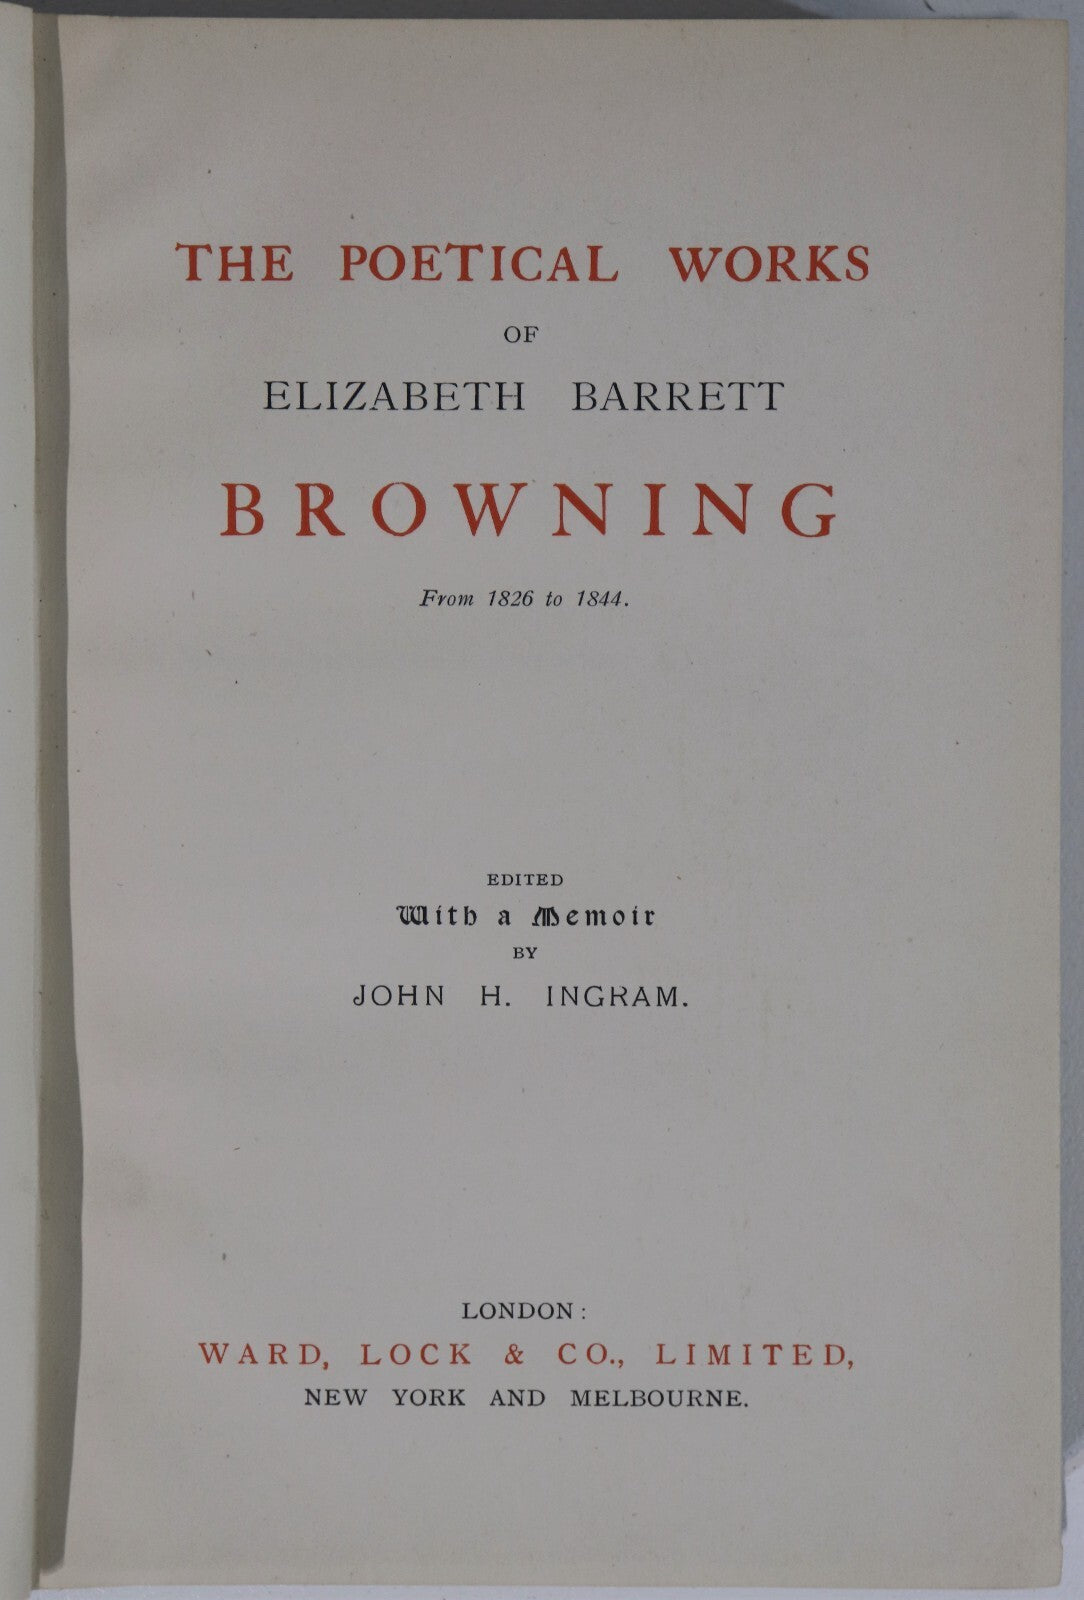 THE POETICAL WORKS
OF
ELIZABETH BARRETT
BROWNING
From 1826 to 1844.
EDITED
With a Memoir
BY
JOHN H. INGRAM.
LONDON:
WARD, LOCK & CO., LIMITED,
NEW YORK AND MELBOURNE.